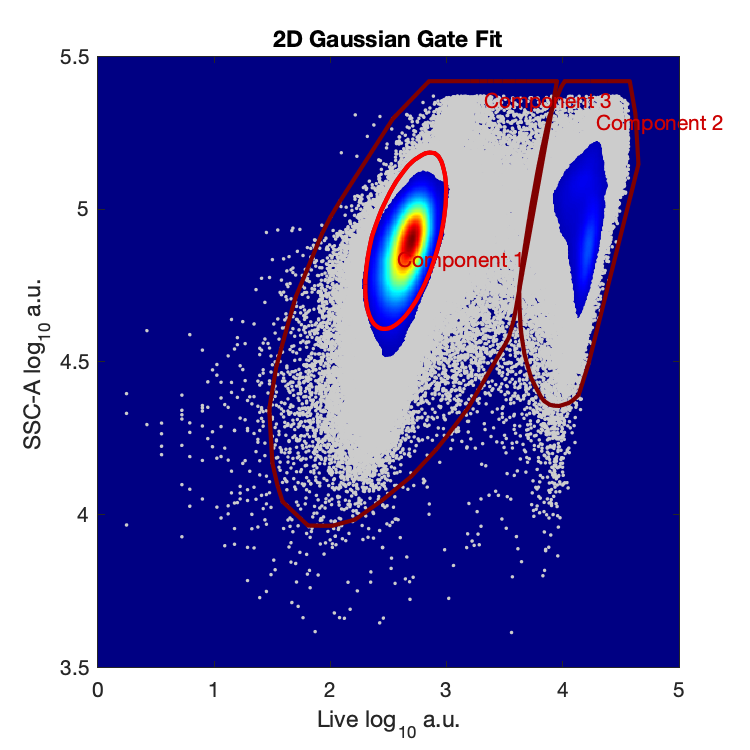 2D Gaussian Gate Fit
5.5
Component 3
Component 2
5
Component 1
SSC-A log10 a.u.
4.5
4
3.5
0 1 2 3 4 5
Live log10 a.u.